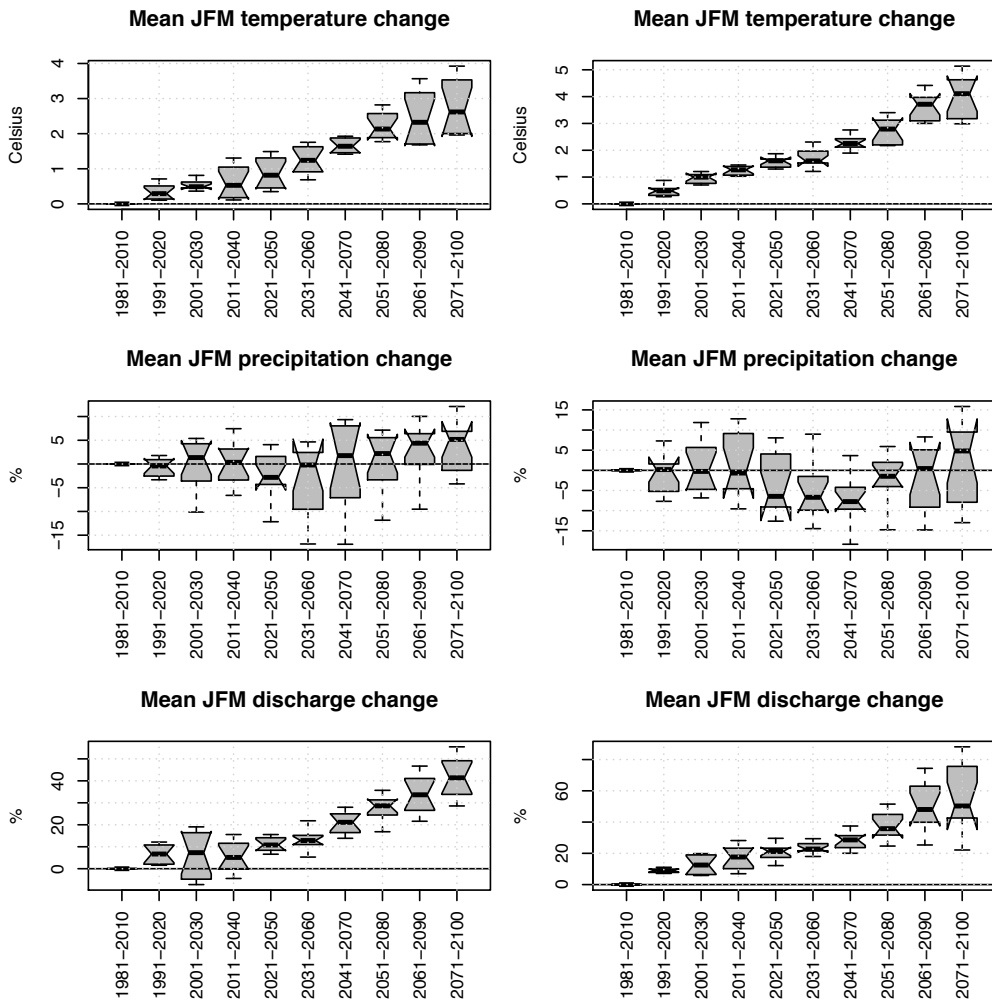 Mean JFM temperature change
Celsius
0 1 2 3 4
1981−2010 1991−2020 2001−2030 2011−2040 2021−2050 2031−2060 2041−2070 2051−2080 2061−2090 2071−2100
Mean JFM temperature change
Celsius
0 1 2 3 4 5
1981−2010 1991−2020 2001−2030 2011−2040 2021−2050 2031−2060 2041−2070 2051−2080 2061−2090 2071−2100
Mean JFM precipitation change
%
−15 −5 5
1981−2010 1991−2020 2001−2030 2011−2040 2021−2050 2031−2060 2041−2070 2051−2080 2061−2090 2071−2100
Mean JFM precipitation change
%
−15 −5 5 15
1981−2010 1991−2020 2001−2030 2011−2040 2021−2050 2031−2060 2041−2070 2051−2080 2061−2090 2071−2100
Mean JFM discharge change
%
0 20 40
1981−2010 1991−2020 2001−2030 2011−2040 2021−2050 2031−2060 2041−2070 2051−2080 2061−2090 2071−2100
Mean JFM discharge change
%
0 20 60
1981−2010 1991−2020 2001−2030 2011−2040 2021−2050 2031−2060 2041−2070 2051−2080 2061−2090 2071−2100